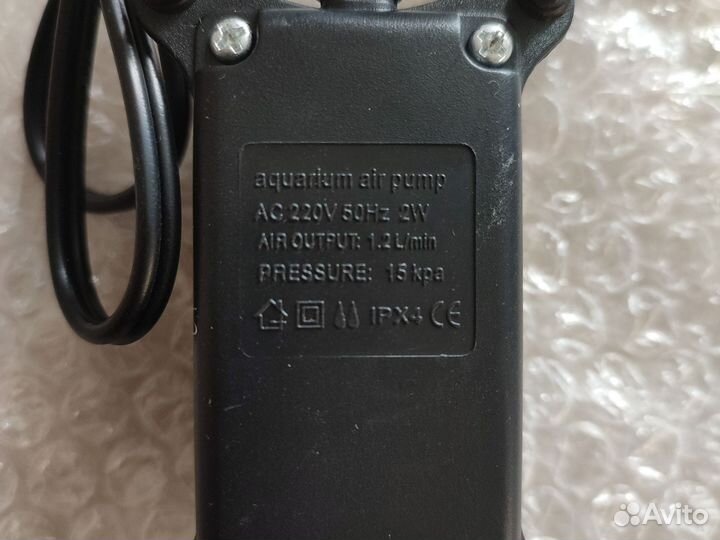 aquarium air pump
AC 220V 50Hz 2W
AIR OUTPUT: 1.2 L/min
PRESSURE: 15 kpa
IPX4 CE
Avito